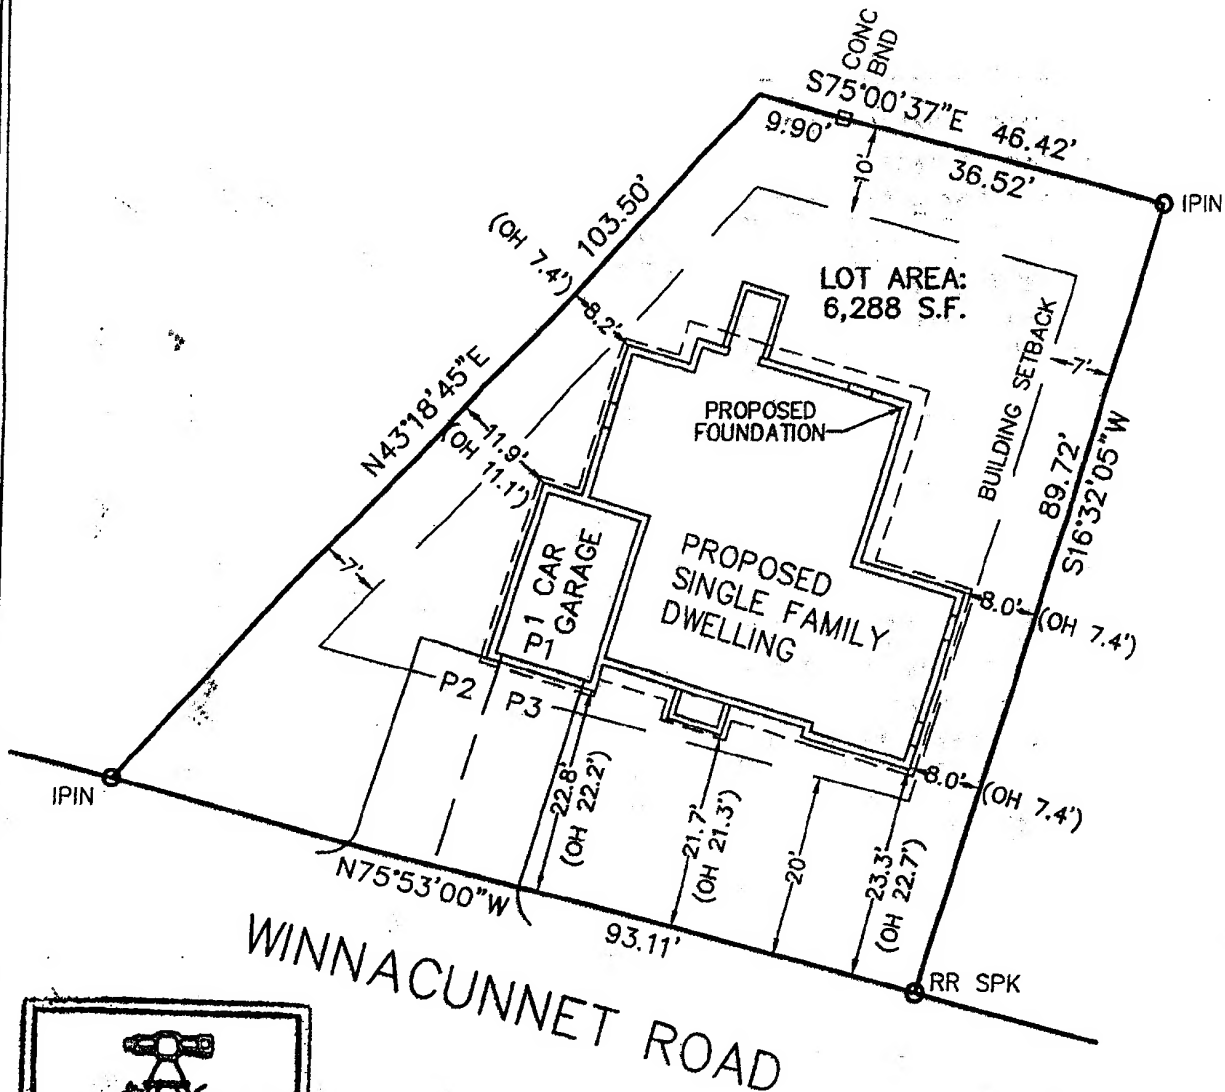 CONC
BND
S75°00'37"E 46.42'
9.90'
36.52'
10'
IPIN
103.50'
(OH 7.4')
8.2'
LOT AREA:
6,288 S.F.
BUILDING SETBACK
7'
N43°18'45"E
11.9'
(OH 11.1')
PROPOSED
FOUNDATION
89.72'
S16°32'05"W
7'
1 CAR
GARAGE
P1
PROPOSED
SINGLE FAMILY
DWELLING
8.0' (OH 7.4')
P2
P3
IPIN
22.8'
(OH 22.2')
21.7'
(OH 21.3')
20'
23.3'
(OH 22.7')
8.0' (OH 7.4')
N75°53'00"W
93.11'
RR SPK
WINNACUNNET ROAD